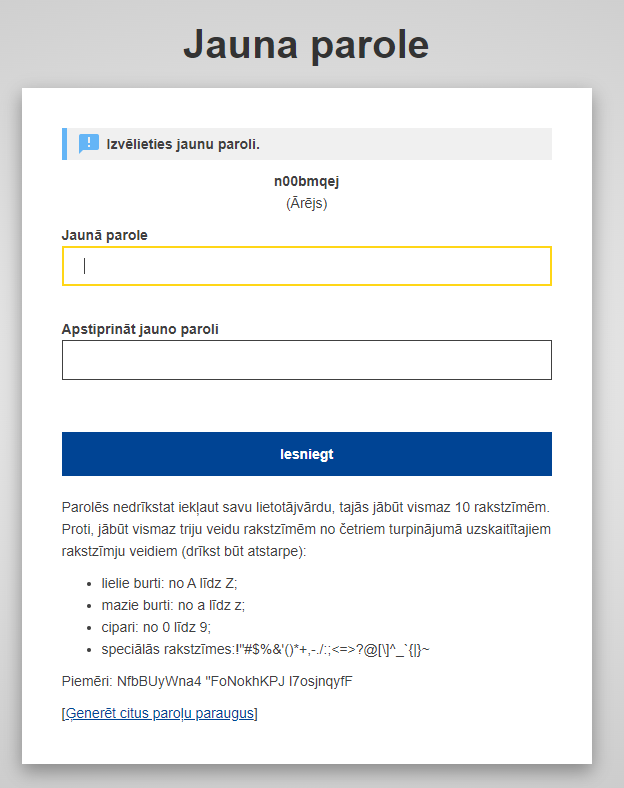 Jauna parole
Izvēlieties jaunu paroli.
n00bmqej
(Ārējs)
Jaunā parole
Apstiprināt jauno paroli
Iesniegt
Parolēs nedrīkstat iekļaut savu lietotājvārdu, tajās jābūt vismaz 10 rakstzīmēm.
Proti, jābūt vismaz triju veidu rakstzīmēm no četriem turpinājumā uzskaitītajiem
rakstzīmju veidiem (drīkst būt atstarpe):
• lielie burti: no A līdz Z;
• mazie burti: no a līdz z;
• cipari: no 0 līdz 9;
• speciālās rakstzīmes:!"#$%&'()*+,-./:;<=>?@[\]^_`{|}~
Piemēri: NfbBUyWna4 "FoNokhKPJ l7osjnqyfF
[Ģenerēt citus paroļu paraugus]